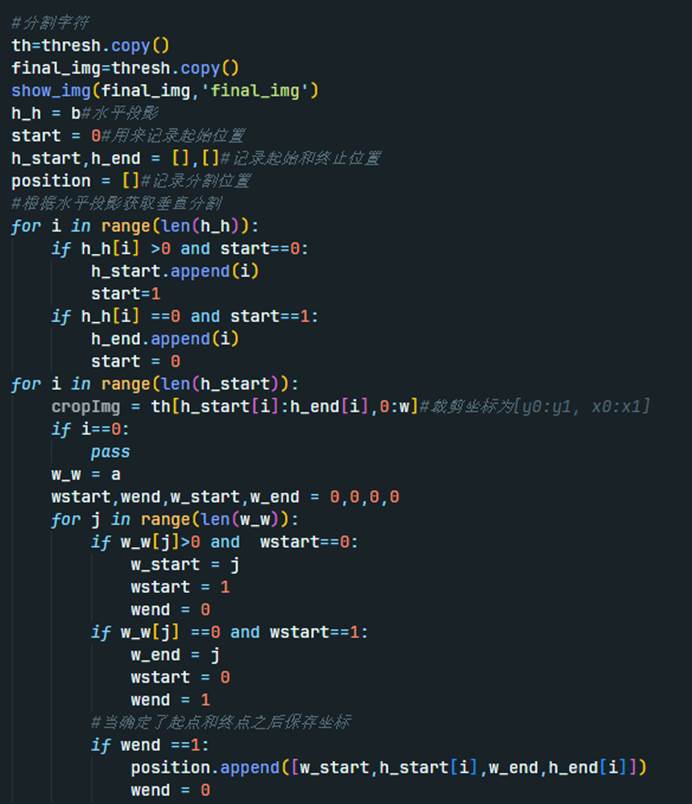 #分割字符
th=thresh.copy()
final_img=thresh.copy()
show_img(final_img,'final_img')
h_h = b#水平投影
start = 0#用来记录起始位置
h_start,h_end = [],[]#记录起始和终止位置
position = []#记录分割位置
#根据水平投影获取垂直分割
for i in range(len(h_h)):
    if h_h[i] >0 and start==0:
        h_start.append(i)
        start=1
    if h_h[i] ==0 and start==1:
        h_end.append(i)
        start = 0
for i in range(len(h_start)):
    cropImg = th[h_start[i]:h_end[i],0:w]#裁剪坐标为[y0:y1, x0:x1]
    if i==0:
        pass
    w_w = a
    wstart,wend,w_start,w_end = 0,0,0,0
    for j in range(len(w_w)):
        if w_w[j]>0 and  wstart==0:
            w_start = j
            wstart = 1
            wend = 0
        if w_w[j] ==0 and wstart==1:
            w_end = j
            wstart = 0
            wend = 1
        #当确定了起点和终点之后保存坐标
        if wend ==1:
            position.append([w_start,h_start[i],w_end,h_end[i]])
            wend = 0